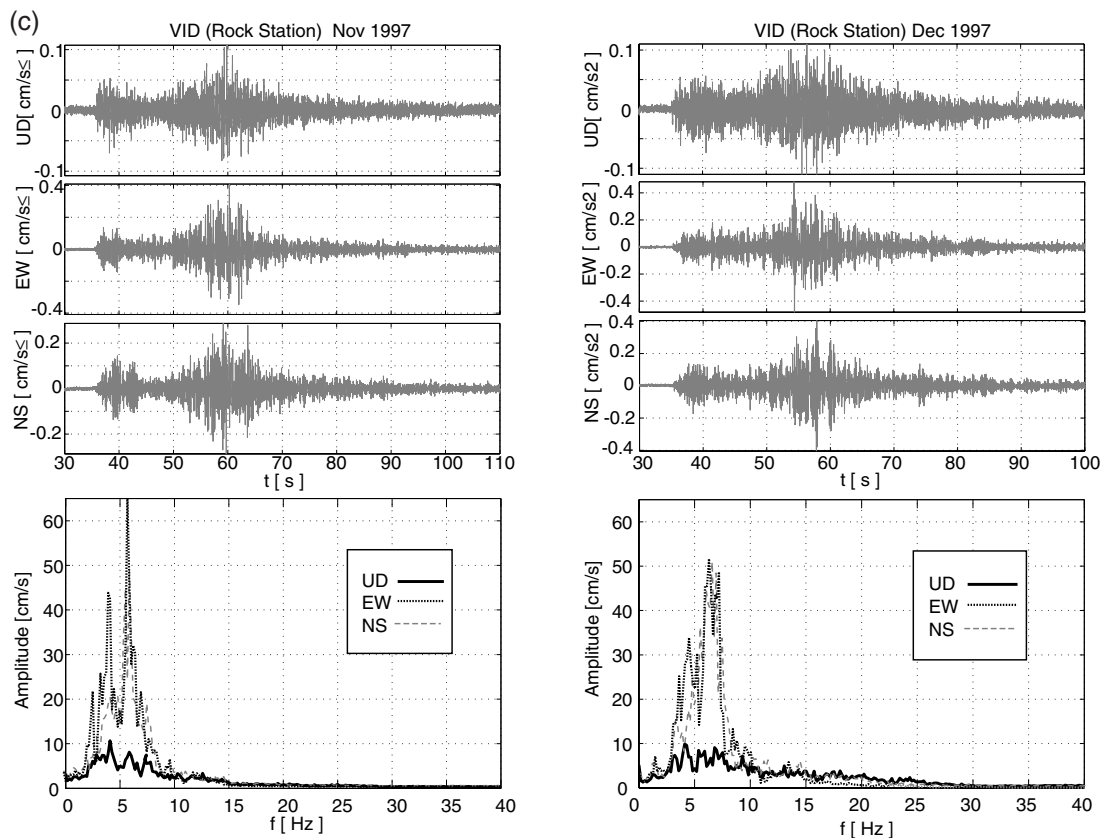 (c)
VID (Rock Station) Nov 1997
0.1
0
-0.1
UD[ cm/s≤ ]
0.4
0
-0.4
EW [ cm/s≤ ]
0.2
0
-0.2
NS [ cm/s≤ ]
30 40 50 60 70 80 90 100 110
t [ s ]
VID (Rock Station) Dec 1997
0.1
0
-0.1
UD[ cm/s2 ]
0.4
0.2
0
-0.2
-0.4
EW [ cm/s2 ]
0.4
0.2
0
-0.2
-0.4
NS [ cm/s2 ]
30 40 50 60 70 80 90 100
t [ s ]
60
50
40
30
20
10
0
Amplitude [cm/s]
UD
EW
NS
0 5 10 15 20 25 30 35 40
f [ Hz ]
60
50
40
30
20
10
0
Amplitude [cm/s]
UD
EW
NS
0 5 10 15 20 25 30 35 40
f [ Hz ]